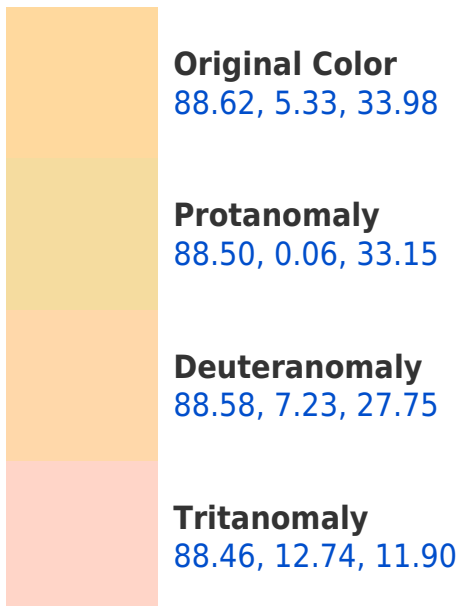 Original Color
88.62, 5.33, 33.98
Protanomaly
88.50, 0.06, 33.15
Deuteranomaly
88.58, 7.23, 27.75
Tritanomaly
88.46, 12.74, 11.90